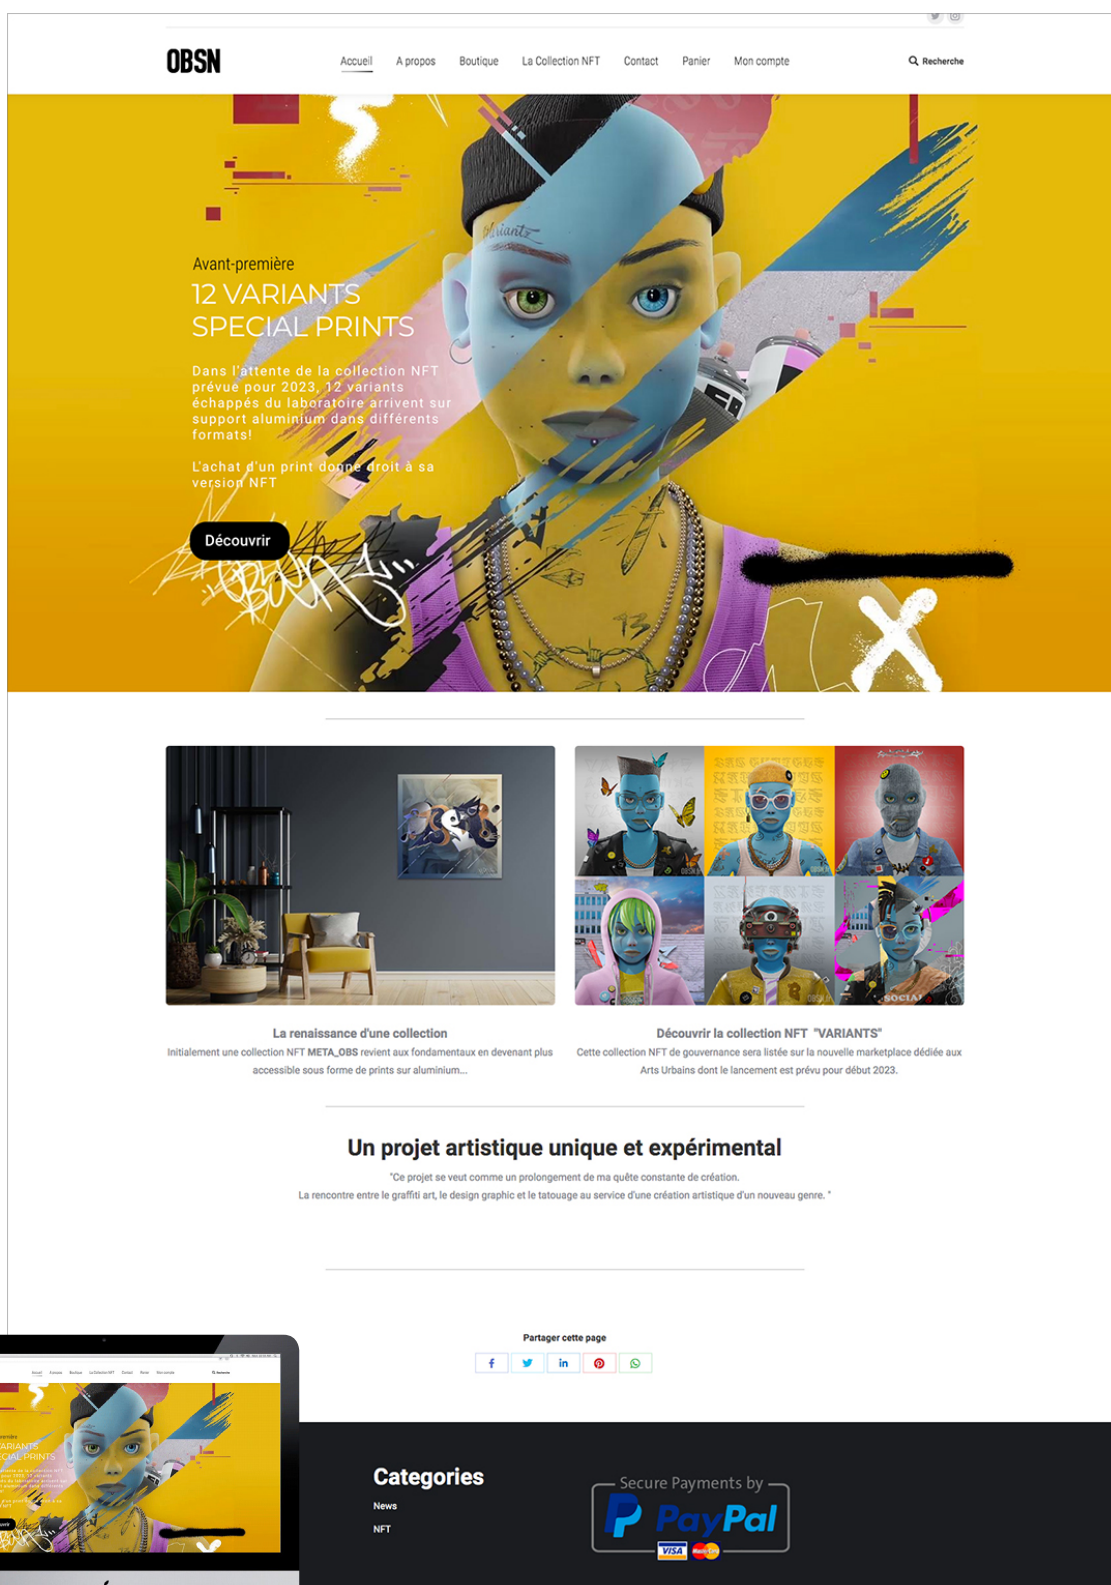 OBSN
Accueil A propos Boutique La Collection NFT Contact Panier Mon compte Recherche
Avant-première
12 VARIANTS
SPECIAL PRINTS
Dans l'attente de la collection NFT
prévue pour 2023, 12 variants
échappés du laboratoire arrivent sur
support aluminium dans différents
formats!
L'achat d'un print donne droit à sa
version NFT
Découvrir
13
La renaissance d'une collection
Initialement une collection NFT META_OBS revient aux fondamentaux en devenant plus
accessible sous forme de prints sur aluminium...
SOCIAL
Découvrir la collection NFT "VARIANTS"
Cette collection NFT de gouvernance sera listée sur la nouvelle marketplace dédiée aux
Arts Urbains dont le lancement est prévu pour début 2023.
Un projet artistique unique et expérimental
"Ce projet se veut comme un prolongement de ma quête constante de création.
La rencontre entre le graffiti art, le design graphic et le tatouage au service d'une création artistique d'un nouveau genre. "
Partager cette page
Categories
News
NFT
Secure Payments by
PayPal
VISA MasterCard